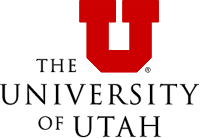 U
THE ®
UNIVERSITY
OF UTAH